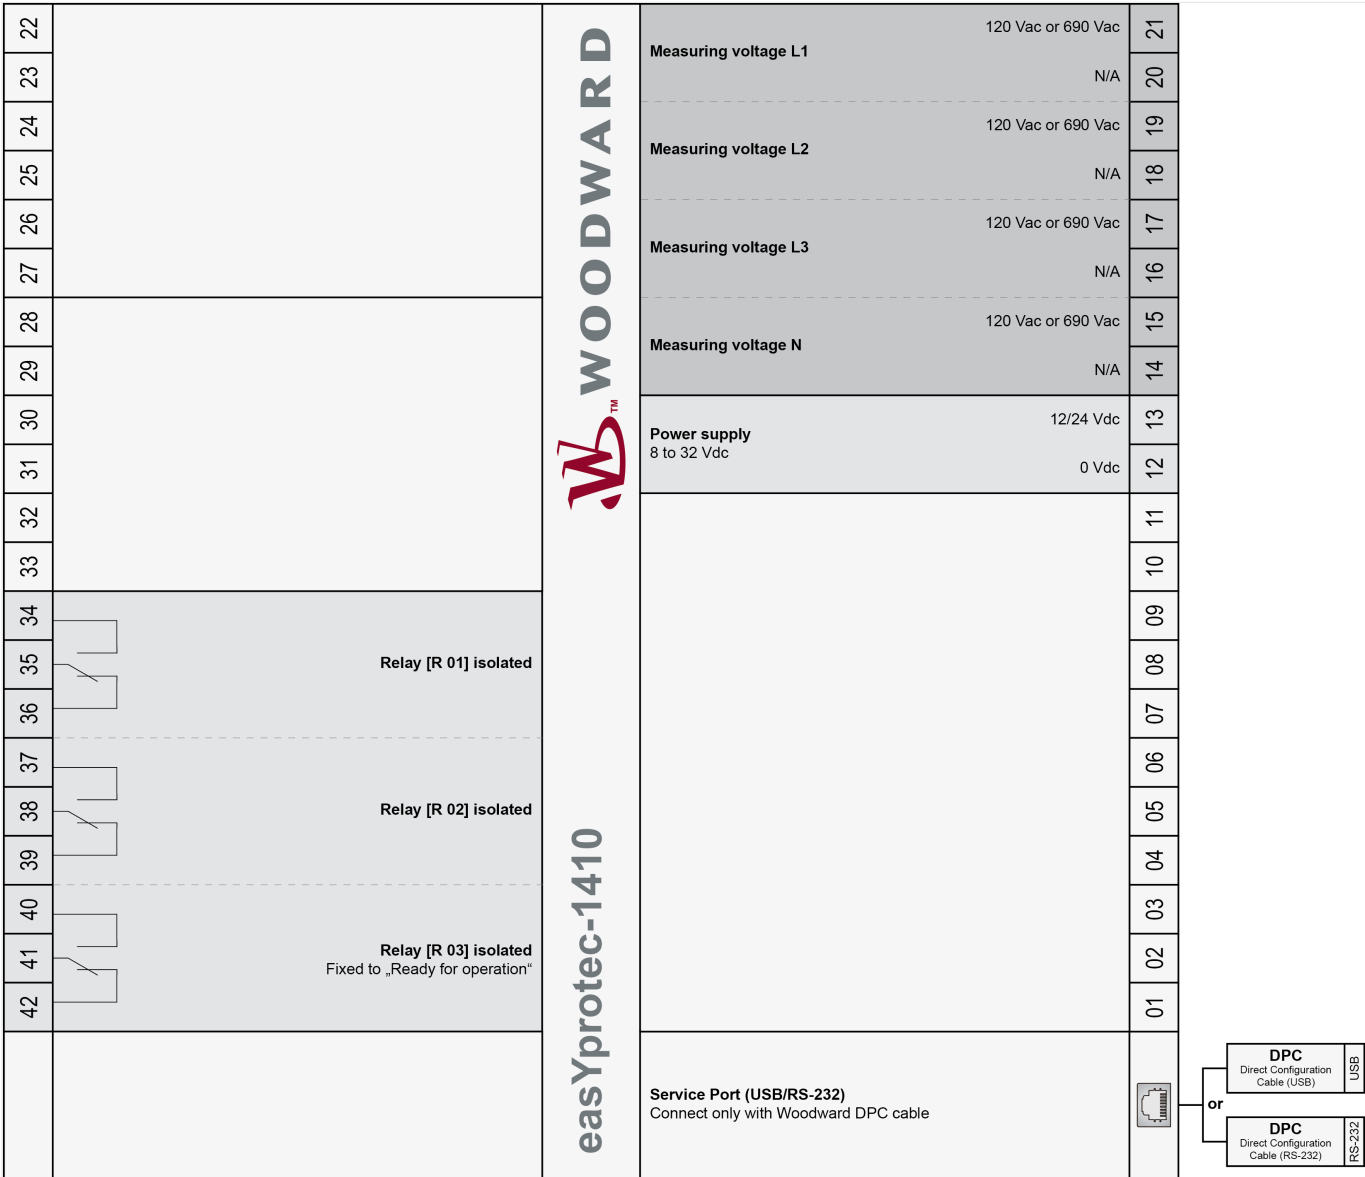 22
23
24
25
26
27
28
29
30
31
32
33
34
35
36
37
38
39
40
41
42
Relay [R 01] isolated
Relay [R 02] isolated
Relay [R 03] isolated
Fixed to „Ready for operation“
WOODWARD
TM
easYprotec-1410
Measuring voltage L1
120 Vac or 690 Vac
N/A
Measuring voltage L2
120 Vac or 690 Vac
N/A
Measuring voltage L3
120 Vac or 690 Vac
N/A
Measuring voltage N
120 Vac or 690 Vac
N/A
Power supply
8 to 32 Vdc
12/24 Vdc
0 Vdc
Service Port (USB/RS-232)
Connect only with Woodward DPC cable
21
20
19
18
17
16
15
14
13
12
11
10
09
08
07
06
05
04
03
02
01
DPC
Direct Configuration
Cable (USB)
USB
or
DPC
Direct Configuration
Cable (RS-232)
RS-232